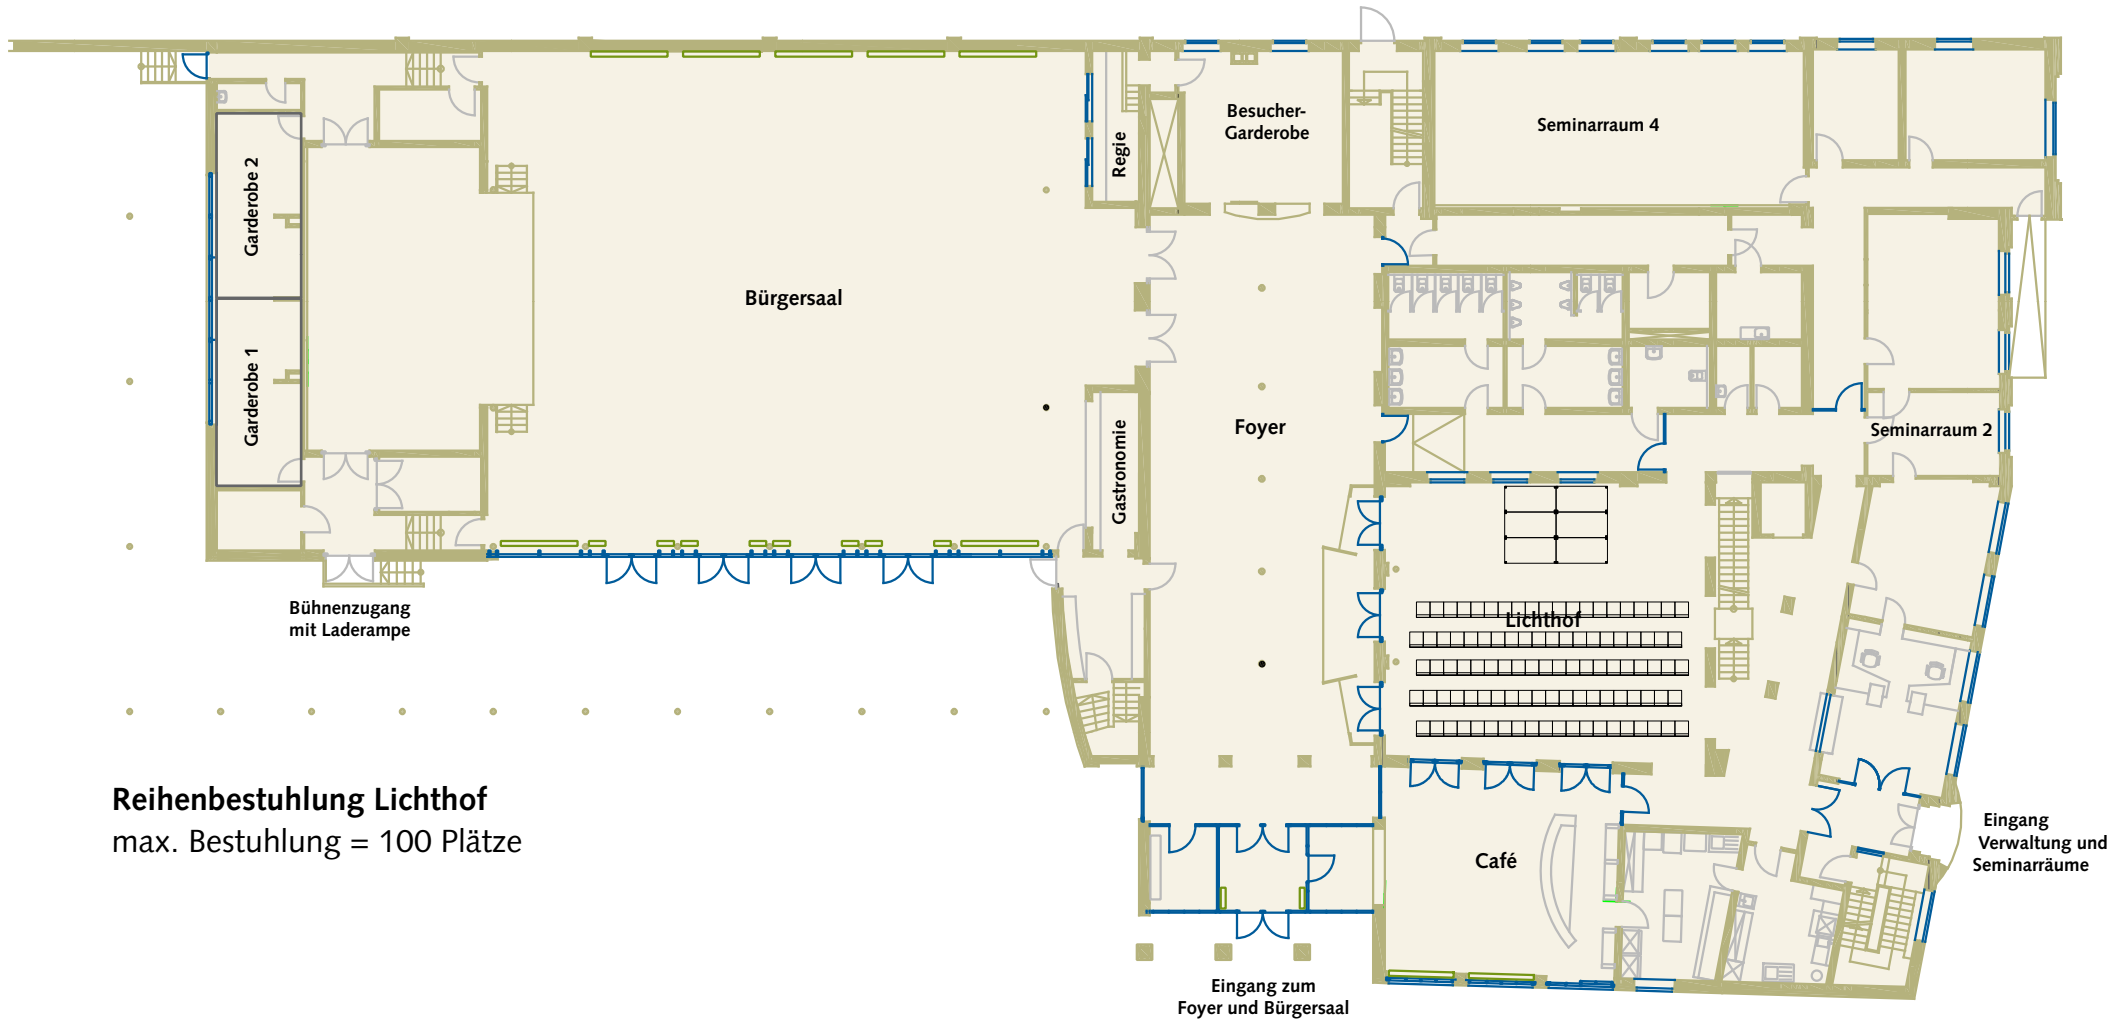 Besucher-
Garderobe
Seminarraum 4
Regie
Garderobe 2
Bürgersaal
Garderobe 1
Foyer
Seminarraum 2
Gastronomie
Bühnenzugang
mit Laderampe
Lichthof
Reihenbestuhlung Lichthof
max. Bestuhlung = 100 Plätze
Café
Eingang
Verwaltung und
Seminarräume
Eingang zum
Foyer und Bürgersaal